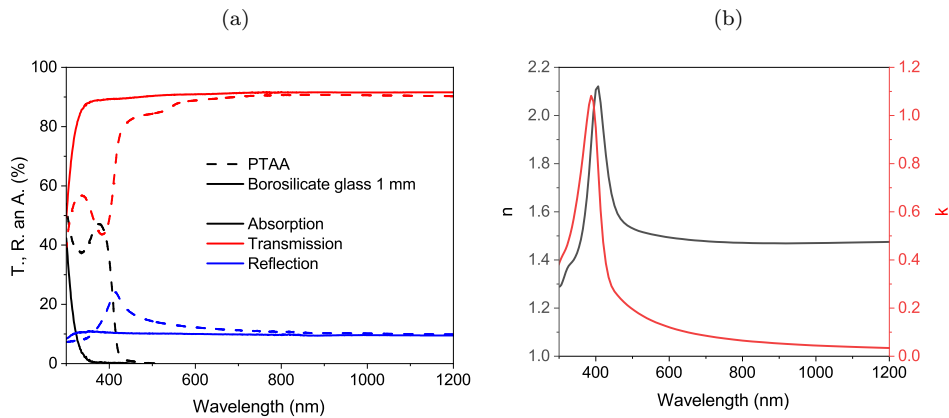 (a)
(b)
T., R. an A. (%)
100
80
60
40
20
0
400
600
800
1000
1200
Wavelength (nm)
PTAA
Borosilicate glass 1 mm
Absorption
Transmission
Reflection
n
2.2
2.0
1.8
1.6
1.4
1.2
1.0
400
600
800
1000
1200
Wavelength (nm)
1.2
1.0
0.8
0.6
0.4
0.2
0.0
k